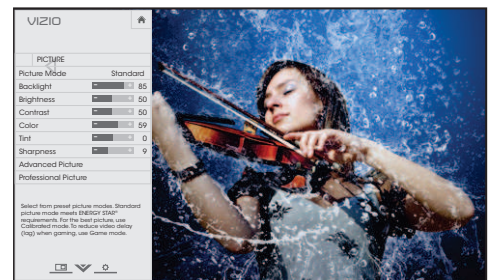 VIZIO
PICTURE
Picture Mode Standard
Backlight 85
Brightness 50
Contrast 50
Color 59
Tint 0
Sharpness 9
Advanced Picture
Professional Picture
Select from preset picture modes. Standard
picture mode meets ENERGY STAR®
requirements. For the best picture, use
Calibrated mode. To reduce video delay
(lag) when gaming, use Game mode.